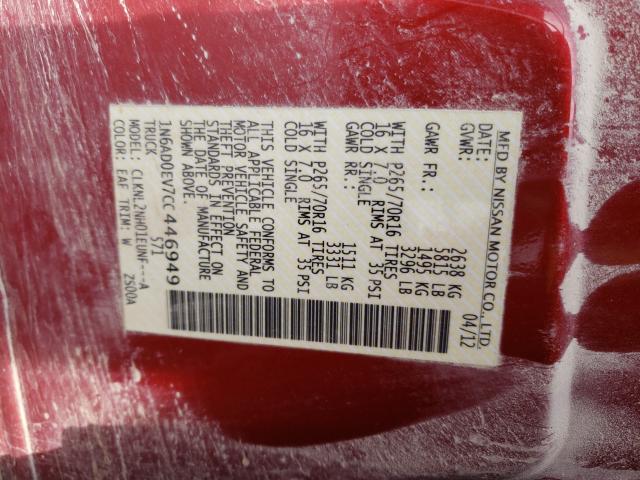 MFD BY NISSAN MOTOR CO., LTD.
DATE: 04/12
GVWR: 2638 KG
5815 LB
GAWR FR.: 1495 KG
3296 LB
WITH P265/70R16 TIRES
16 X 7.0 RIMS AT 35 PSI
COLD SINGLE
GAWR RR.: 1511 KG
3331 LB
WITH P265/70R16 TIRES
16 X 7.0 RIMS AT 35 PSI
COLD SINGLE
THIS VEHICLE CONFORMS TO
ALL APPLICABLE FEDERAL
MOTOR VEHICLE SAFETY AND
THEFT PREVENTION
STANDARDS IN EFFECT ON
THE DATE OF MANUFACTURE
SHOWN ABOVE.
1N6AD0EV7CC446949
TRUCK 571
MODEL: CLKNL2NH01EUNF---A
COLOR: EAF TRIM: W 2S00A